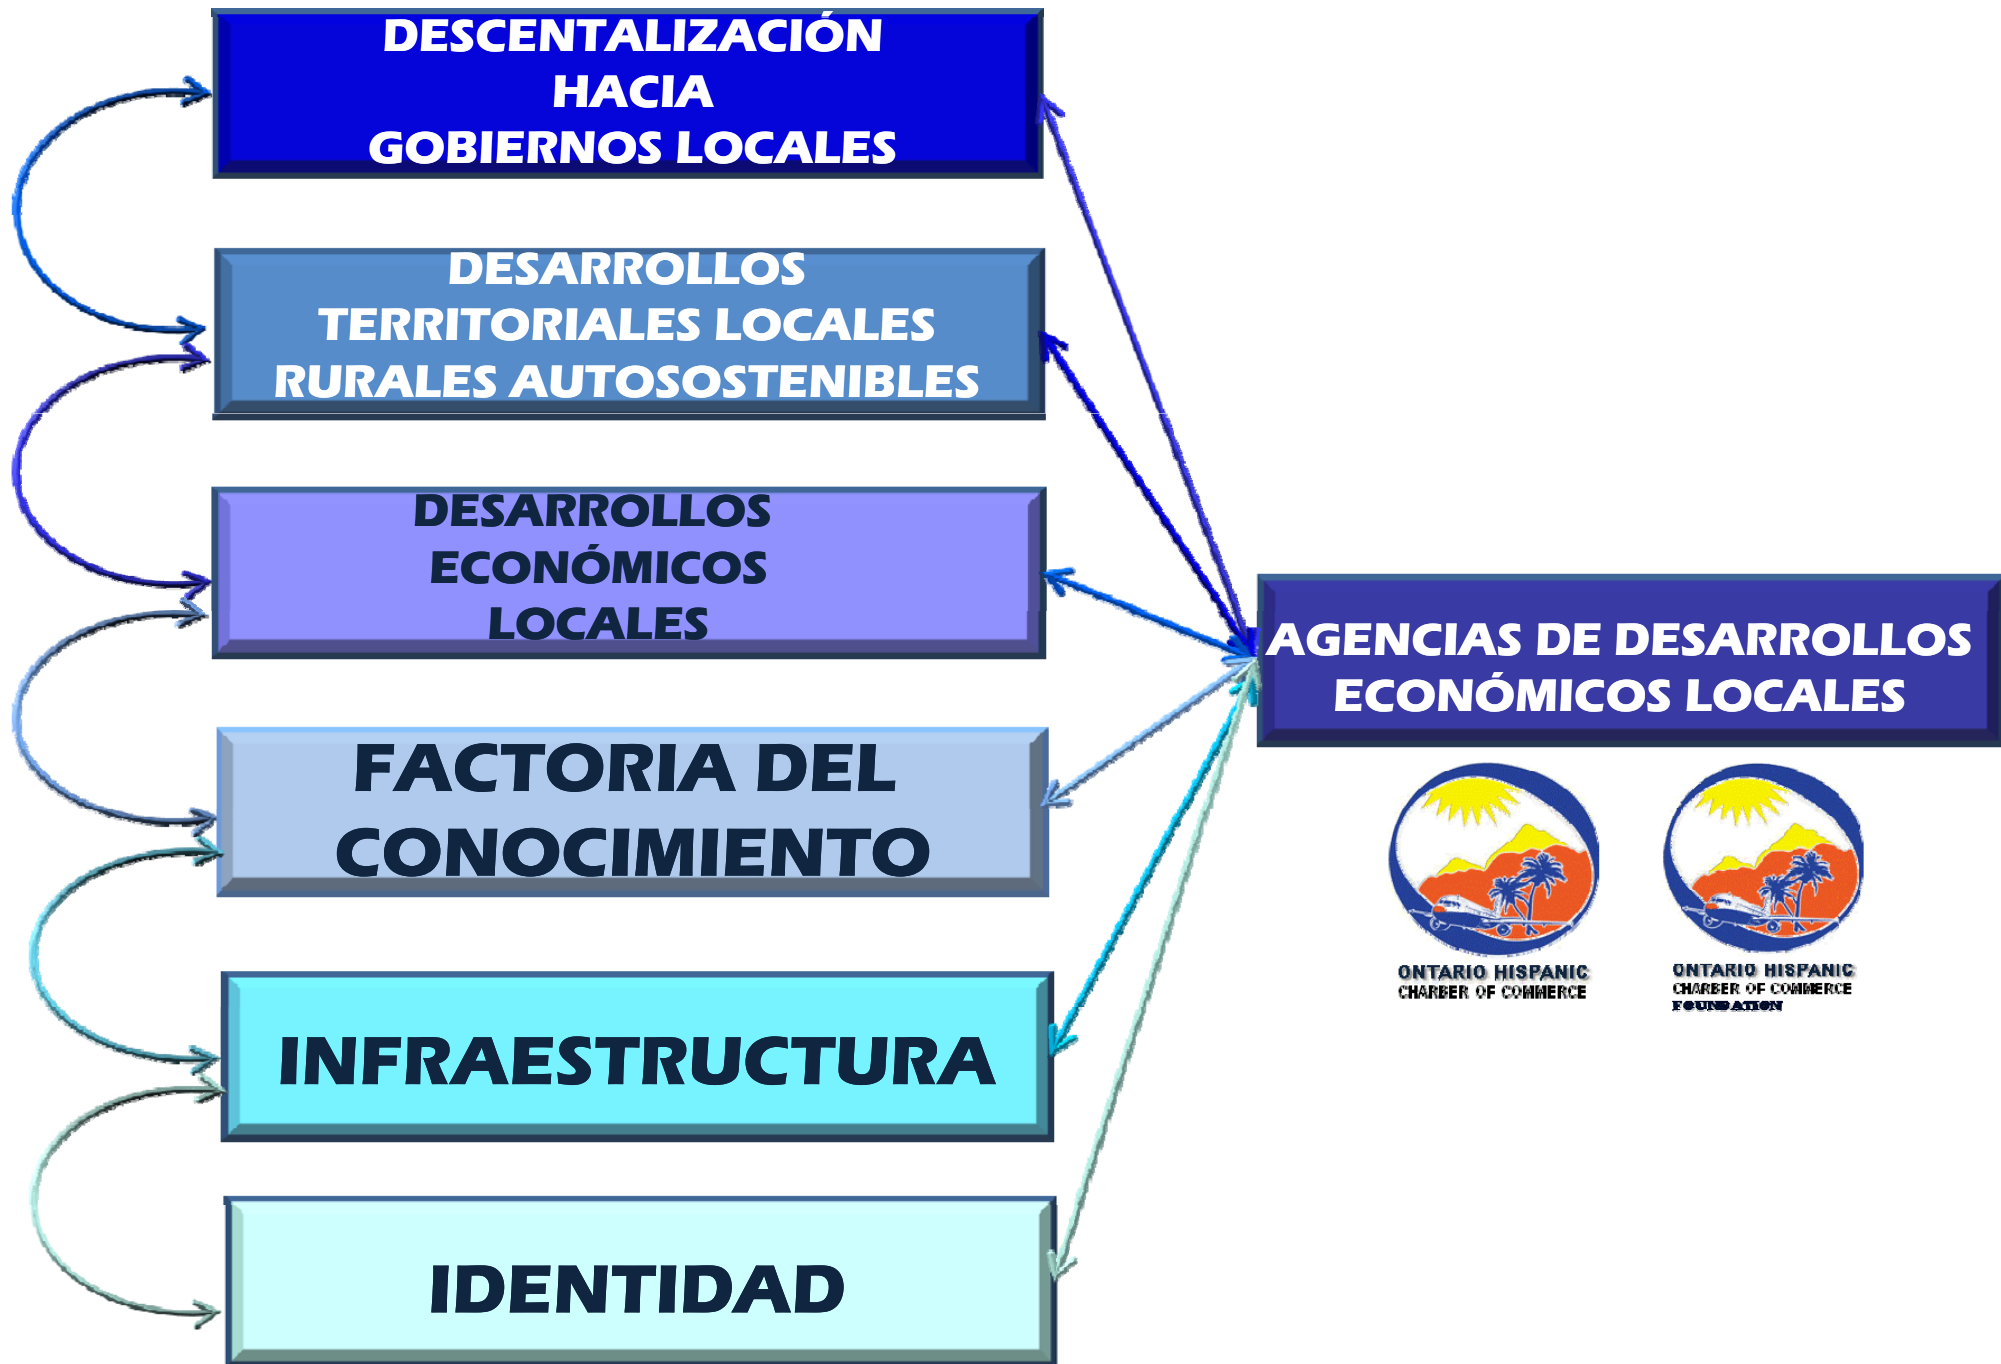 DESCENTALIZACIÓN
HACIA
GOBIERNOS LOCALES
DESARROLLOS
TERRITORIALES LOCALES
RURALES AUTOSOSTENIBLES
DESARROLLOS
ECONÓMICOS
LOCALES
FACTORIA DEL
CONOCIMIENTO
INFRAESTRUCTURA
IDENTIDAD
AGENCIAS DE DESARROLLOS
ECONÓMICOS LOCALES
ONTARIO HISPANIC
CHARBER OF COMMERCE
ONTARIO HISPANIC
CHARBER OF COMMERCE
FOUNDATION